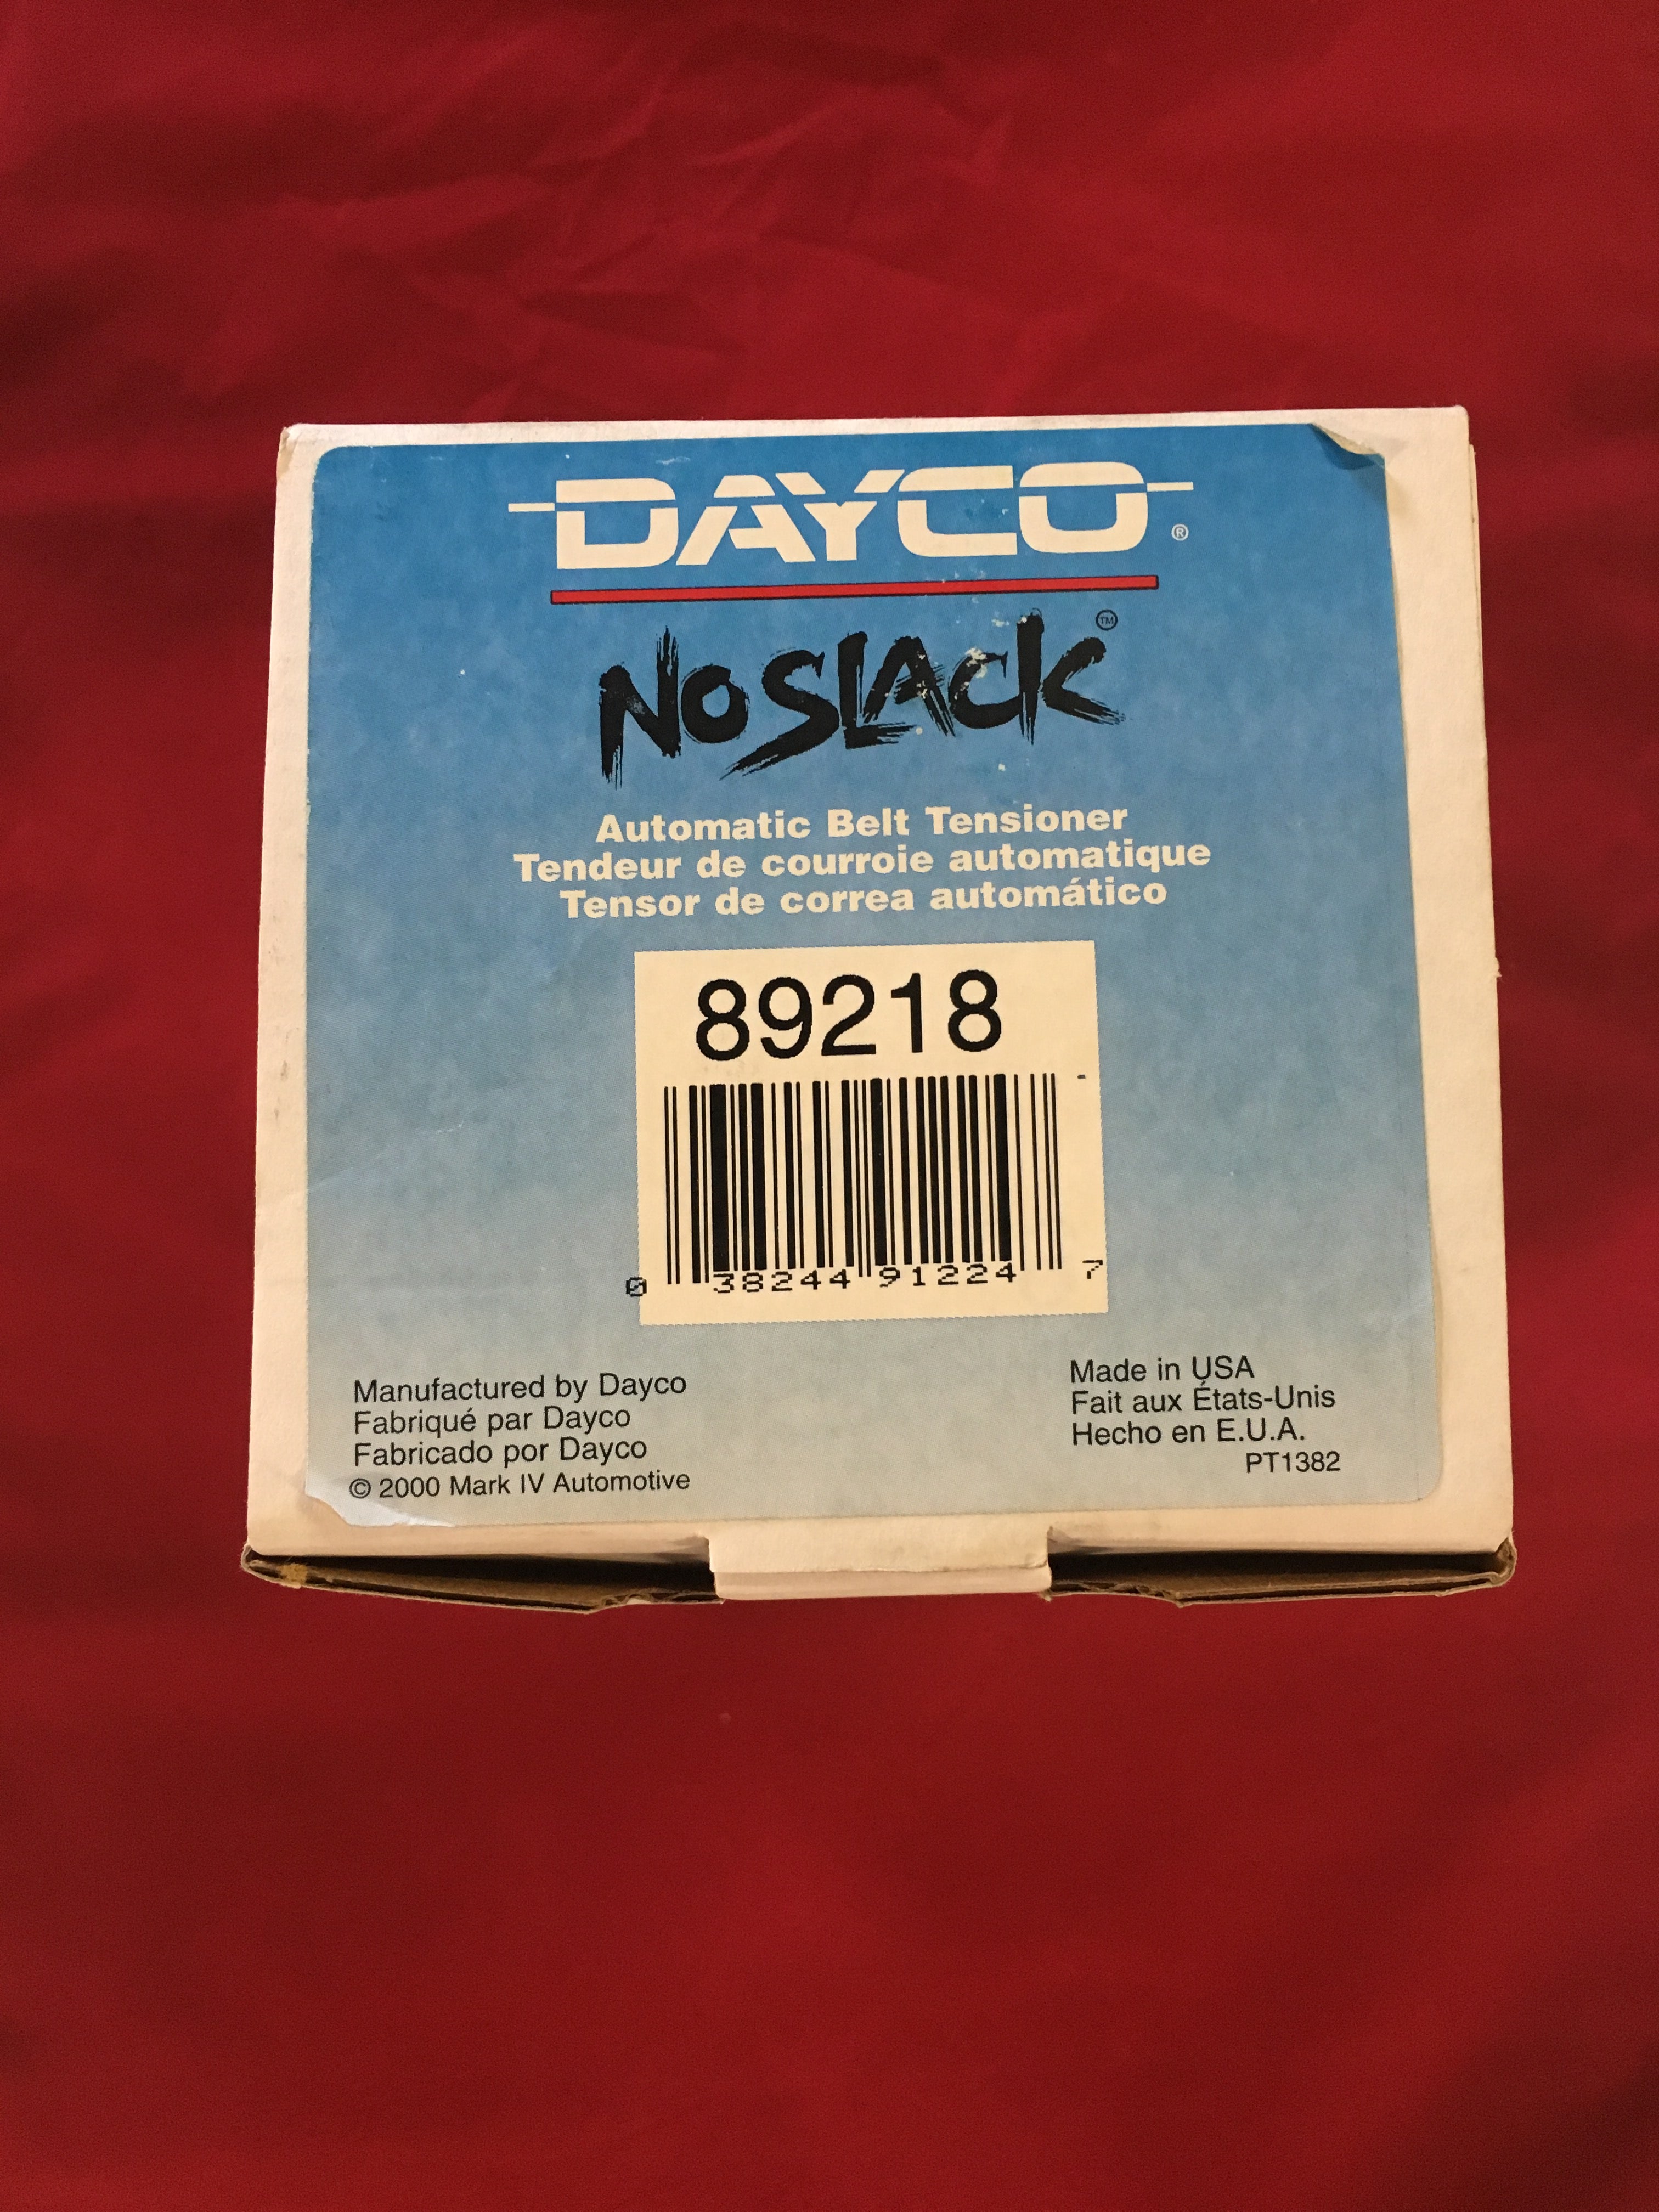 DAYCO®
NO SLACK™
Automatic Belt Tensioner
Tendeur de courroie automatique
Tensor de correa automático
89218
0 38244 91224 7
Manufactured by Dayco
Fabriqué par Dayco
Fabricado por Dayco
© 2000 Mark IV Automotive
Made in USA
Fait aux États-Unis
Hecho en E.U.A.
PT1382